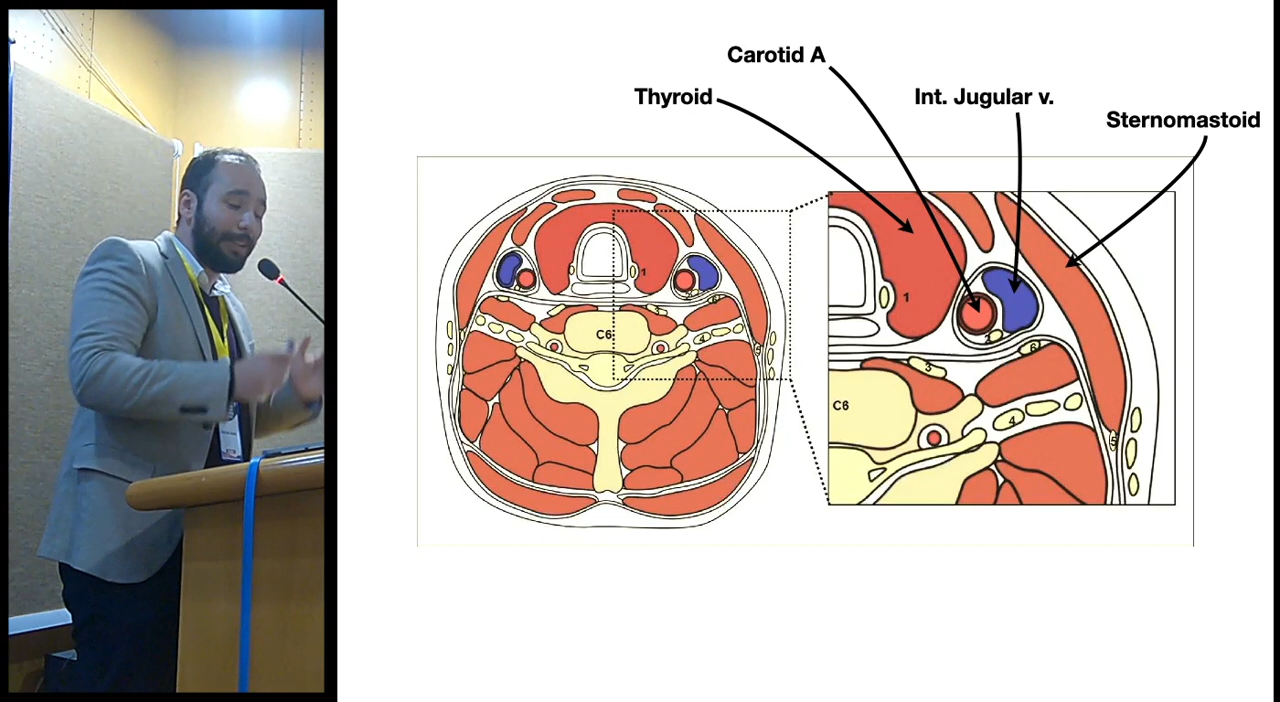 Carotid A
Thyroid
Int. Jugular v.
Sternomastoid
1
C6
4
1
2
6
3
C6
4
5